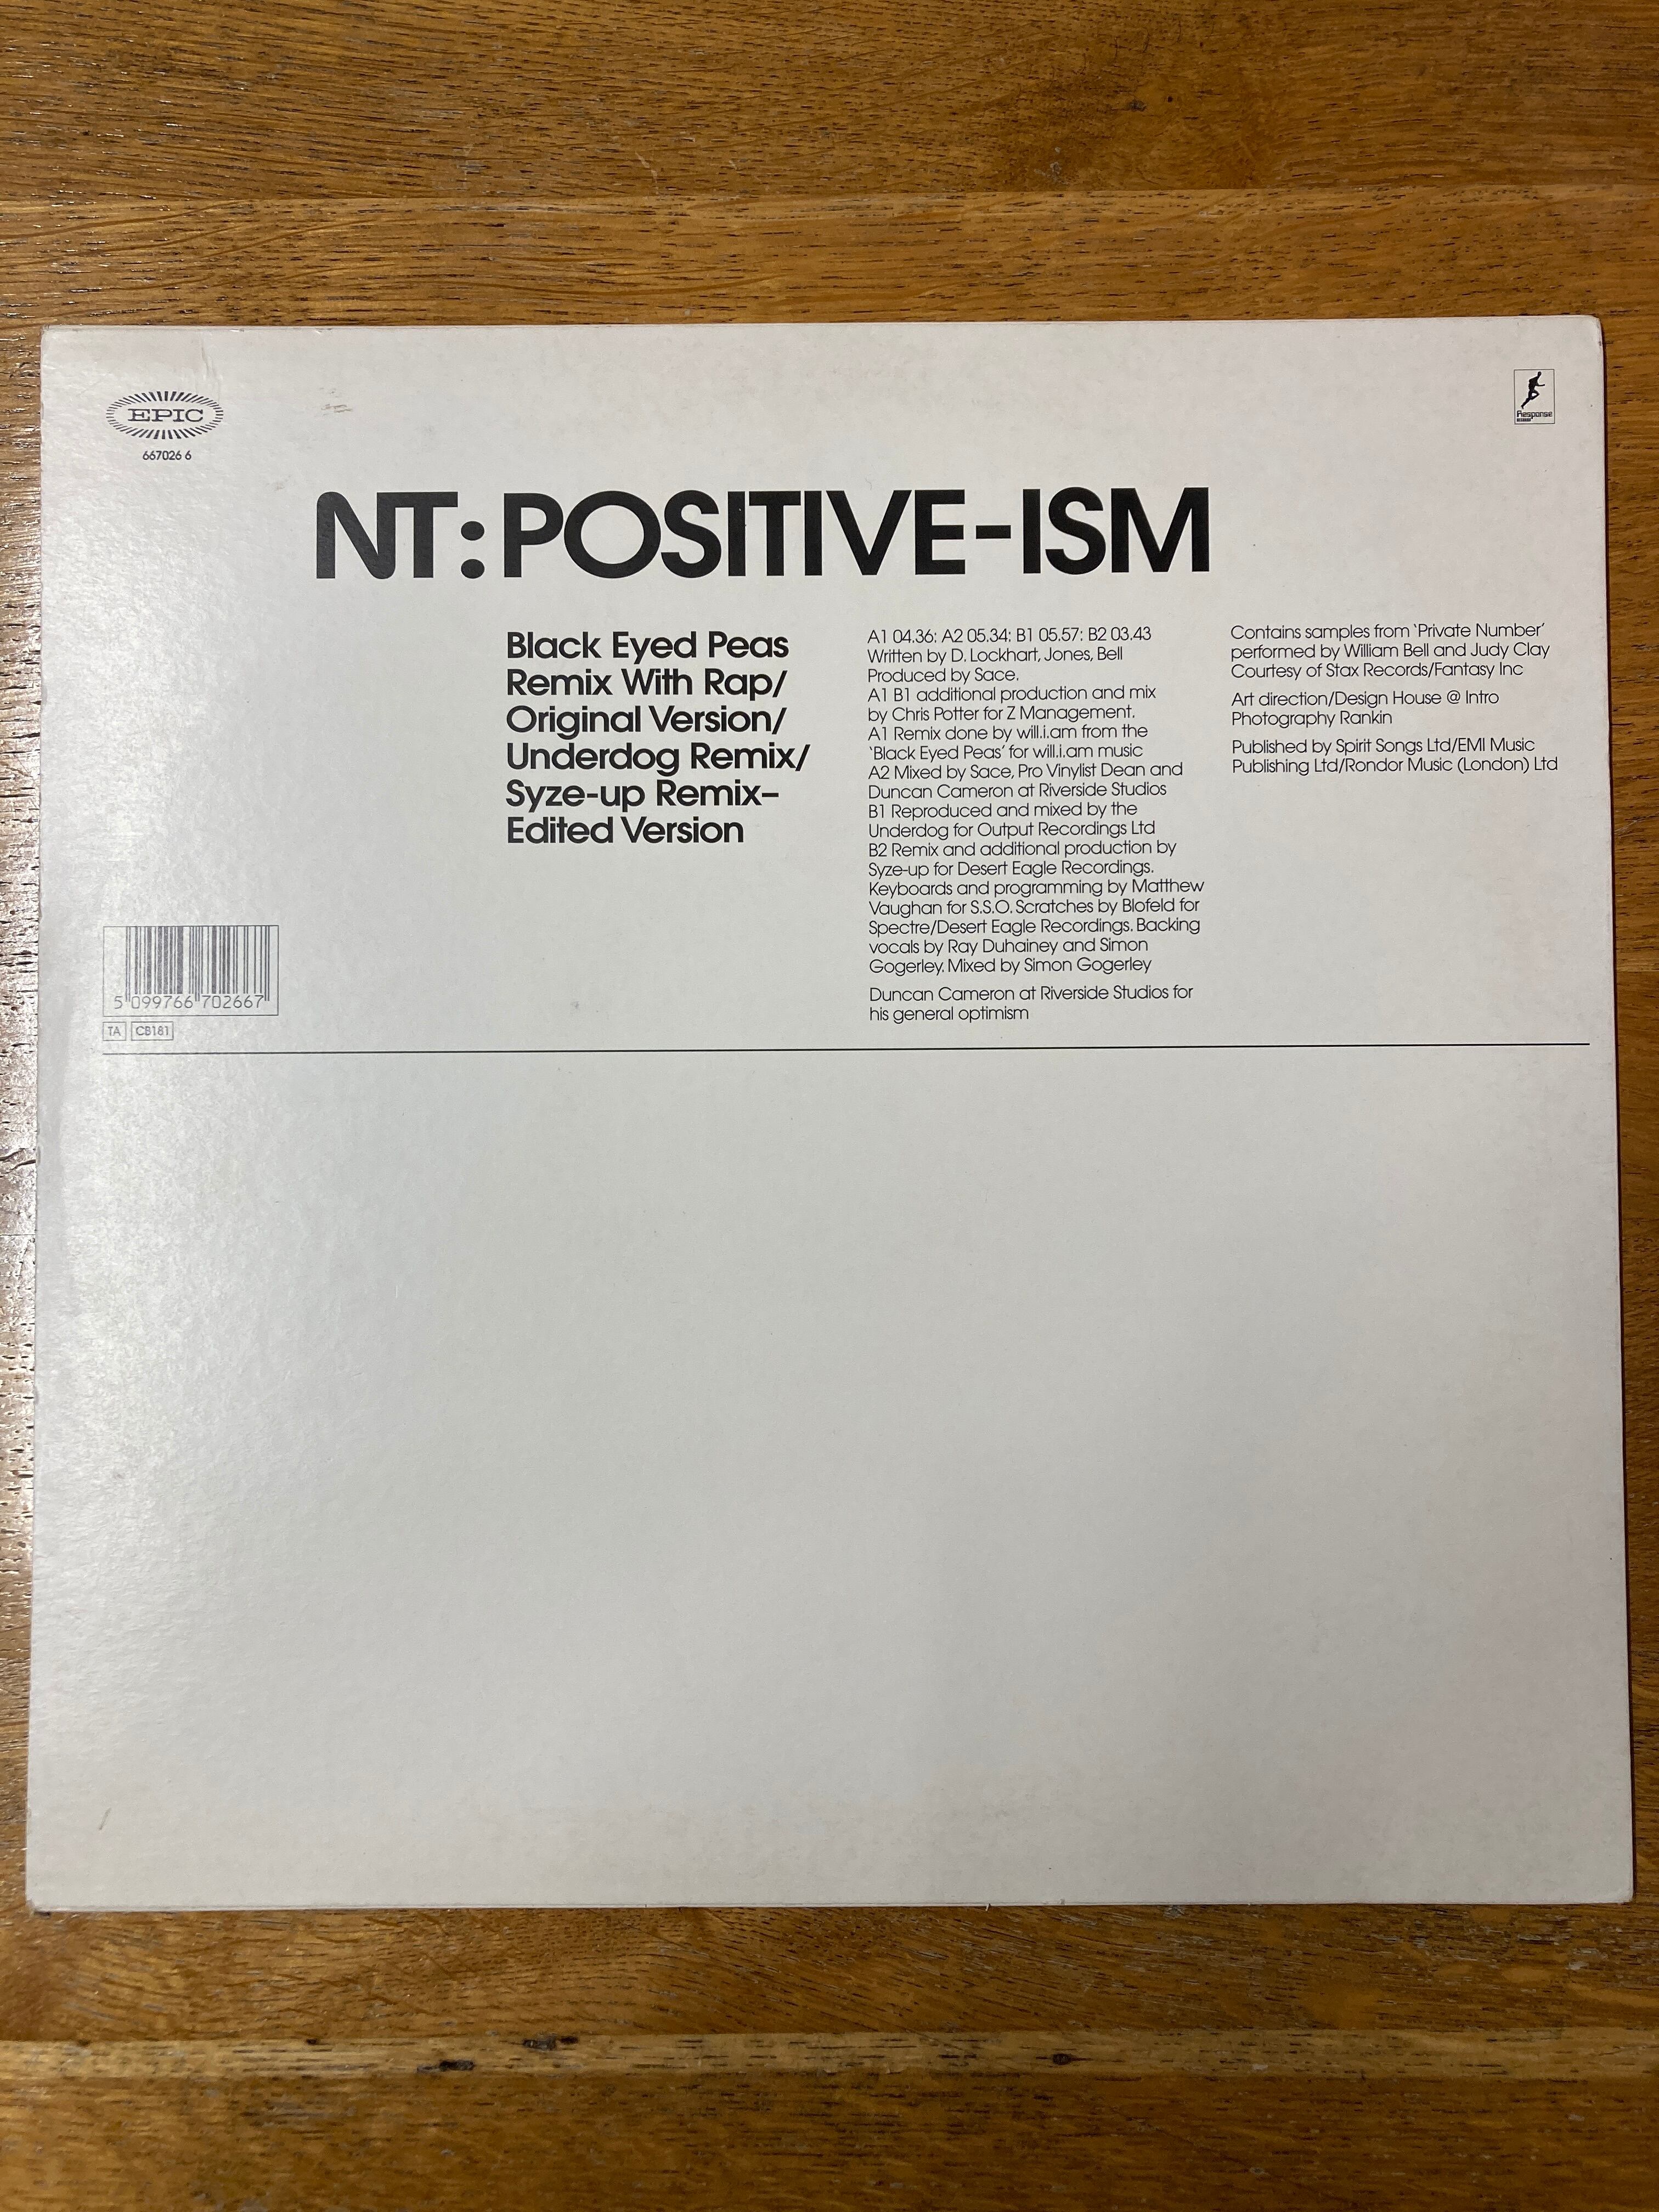 EPIC
667026 6
Response
NT: POSITIVE-ISM
Black Eyed Peas
Remix With Rap/
Original Version/
Underdog Remix/
Syze-up Remix–
Edited Version
A1 04.36: A2 05.34: B1 05.57: B2 03.43
Written by D. Lockhart, Jones, Bell
Produced by Sace.
A1 B1 additional production and mix
by Chris Potter for Z Management.
A1 Remix done by will.i.am from the
‘Black Eyed Peas’ for will.i.am music
A2 Mixed by Sace, Pro Vinylist Dean and
Duncan Cameron at Riverside Studios
B1 Reproduced and mixed by the
Underdog for Output Recordings Ltd
B2 Remix and additional production by
Syze-up for Desert Eagle Recordings.
Keyboards and programming by Matthew
Vaughan for S.S.O. Scratches by Blofeld for
Spectre/Desert Eagle Recordings. Backing
vocals by Ray Duhainey and Simon
Gogerley. Mixed by Simon Gogerley
Duncan Cameron at Riverside Studios for
his general optimism
Contains samples from ‘Private Number’
performed by William Bell and Judy Clay
Courtesy of Stax Records/Fantasy Inc
Art direction/Design House @ Intro
Photography Rankin
Published by Spirit Songs Ltd/EMI Music
Publishing Ltd/Rondor Music (London) Ltd
5 099766 702667
TA CB181